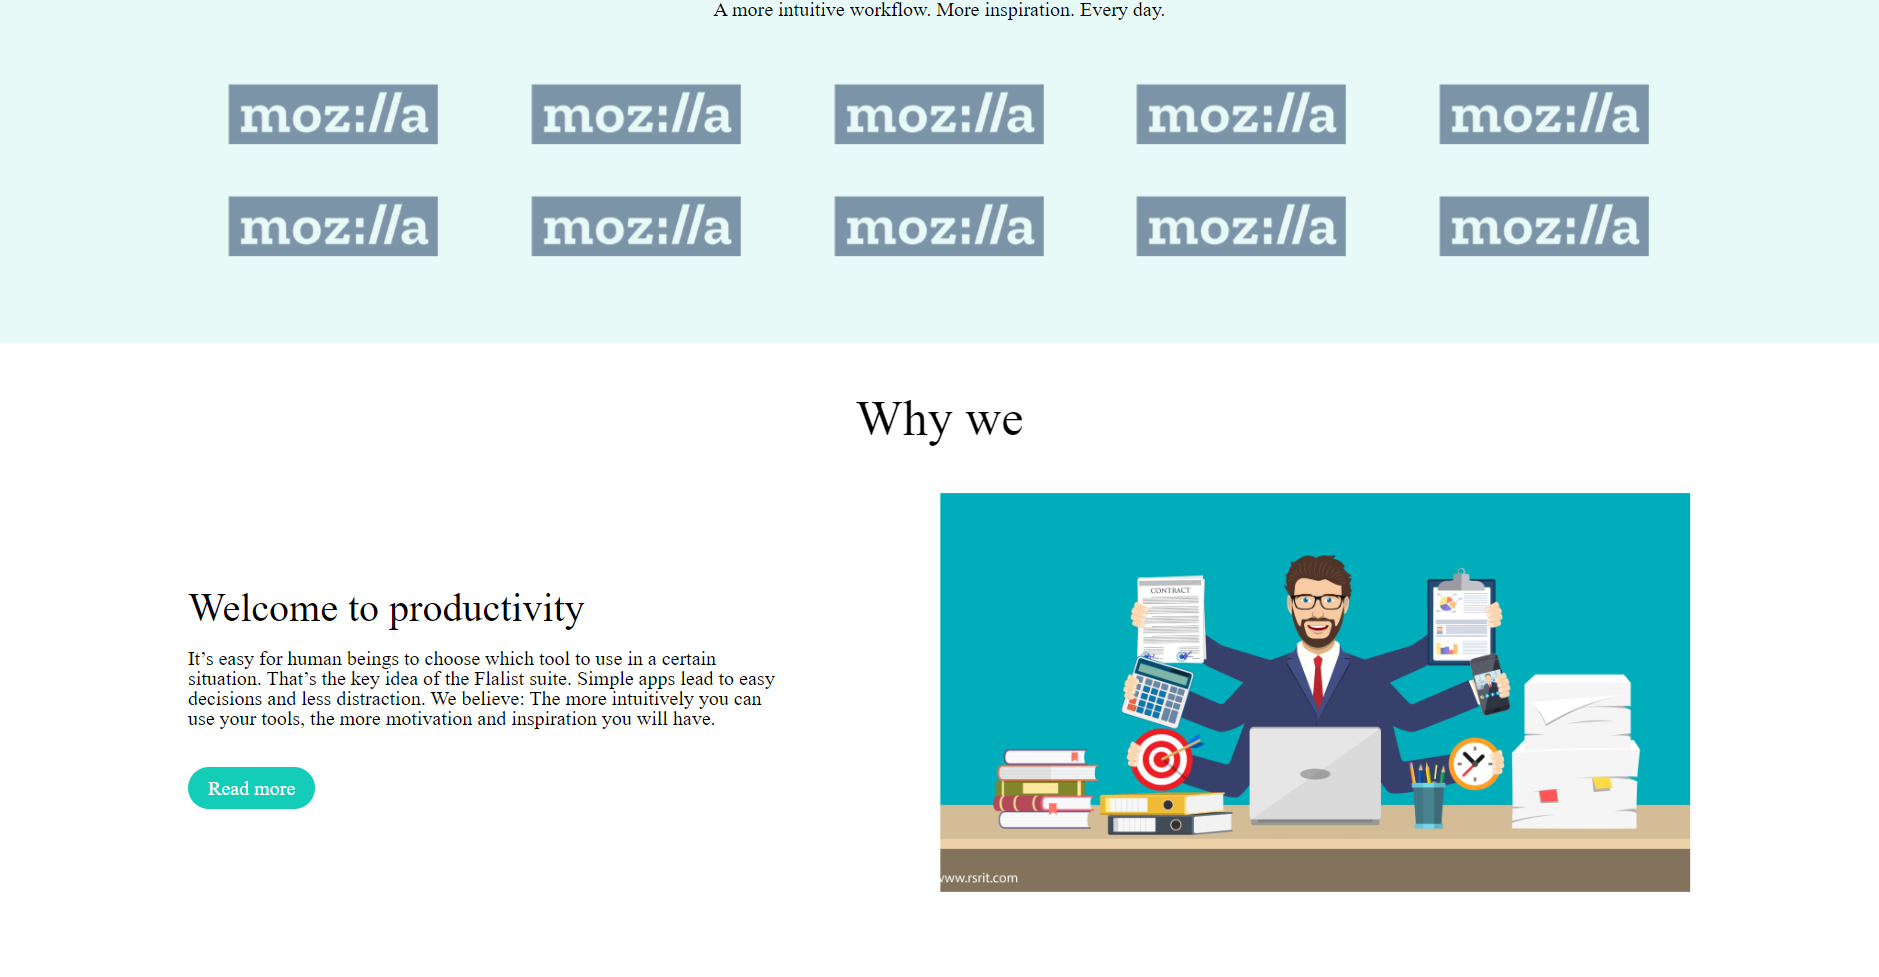 A more intuitive workflow. More inspiration. Every day.
moz://a moz://a moz://a moz://a moz://a
moz://a moz://a moz://a moz://a moz://a
Why we
CONTRACT
Welcome to productivity
It’s easy for human beings to choose which tool to use in a certain
situation. That’s the key idea of the Flalist suite. Simple apps lead to easy
decisions and less distraction. We believe: The more intuitively you can
use your tools, the more motivation and inspiration you will have.
Read more
www.rsrit.com